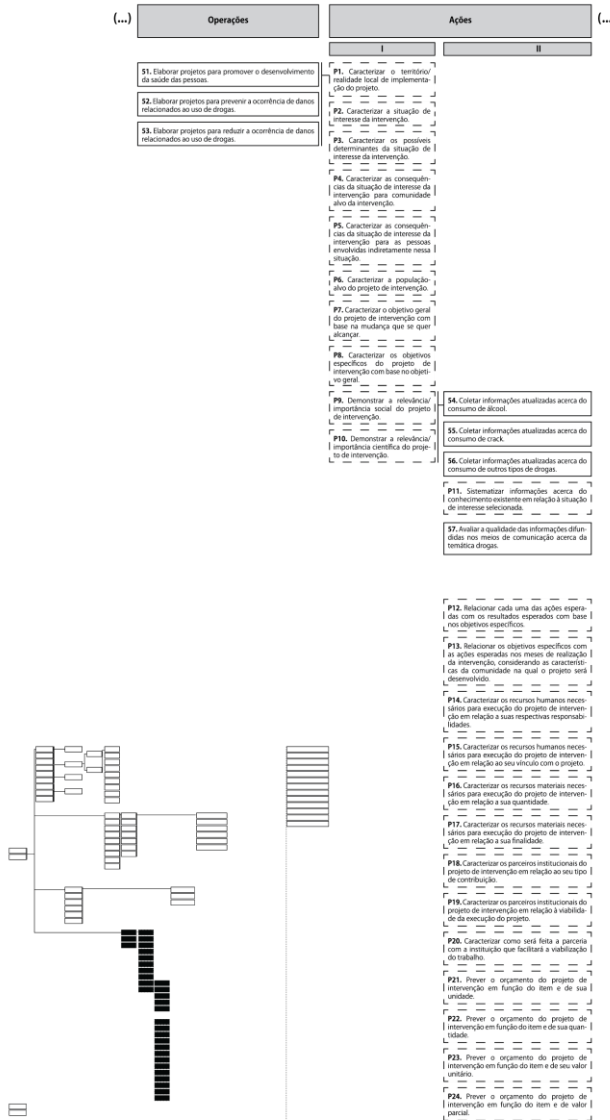 (...)
Operações
Ações
(...
I
II
51. Elaborar projetos para promover o desenvolvimento
da saúde das pessoas.
52. Elaborar projetos para prevenir a ocorrência de danos
relacionados ao uso de drogas.
53. Elaborar projetos para reduzir a ocorrência de danos
relacionados ao uso de drogas.
P1. Caracterizar o território/
realidade local de implementa-
ção do projeto.
P2. Caracterizar a situação de
interesse da intervenção.
P3. Caracterizar os possíveis
determinantes da situação de
interesse da intervenção.
P4. Caracterizar as consequên-
cias da situação de interesse da
intervenção para comunidade
alvo da intervenção.
P5. Caracterizar as consequên-
cias da situação de interesse da
intervenção para as pessoas
envolvidas indiretamente nessa
situação.
P6. Caracterizar a população-
alvo do projeto de intervenção.
P7. Caracterizar o objetivo geral
do projeto de intervenção com
base na mudança que se quer
alcançar.
P8. Caracterizar os objetivos
específicos do projeto de
intervenção com base no objeti-
vo geral.
P9. Demonstrar a relevância/
importância social do projeto
de intervenção.
P10. Demonstrar a relevância/
importância científica do proje-
to de intervenção.
54. Coletar informações atualizadas acerca do
consumo de álcool.
55. Coletar informações atualizadas acerca do
consumo de crack.
56. Coletar informações atualizadas acerca do
consumo de outros tipos de drogas.
P11. Sistematizar informações acerca do
conhecimento existente em relação à situação
de interesse selecionada.
57. Avaliar a qualidade das informações difun-
didas nos meios de comunicação acerca da
temática drogas.
P12. Relacionar cada uma das ações espera-
das com os resultados esperados com base
nos objetivos específicos.
P13. Relacionar os objetivos específicos com
as ações esperadas nos meses de realização
da intervenção, considerando as característi-
cas da comunidade na qual o projeto será
desenvolvido.
P14. Caracterizar os recursos humanos neces-
sários para execução do projeto de interven-
ção em relação a suas respectivas responsabi-
lidades.
P15. Caracterizar os recursos humanos neces-
sários para execução do projeto de interven-
ção em relação ao seu vínculo com o projeto.
P16. Caracterizar os recursos materiais neces-
sários para execução do projeto de interven-
ção em relação a sua quantidade.
P17. Caracterizar os recursos materiais neces-
sários para execução do projeto de interven-
ção em relação a sua finalidade.
P18. Caracterizar os parceiros institucionais do
projeto de intervenção em relação ao seu tipo
de contribuição.
P19. Caracterizar os parceiros institucionais do
projeto de intervenção em relação à viabilida-
de da execução do projeto.
P20. Caracterizar como será feita a parceria
com a instituição que facilitará a viabilização
do trabalho.
P21. Prever o orçamento do projeto de
intervenção em função do item e de sua
unidade.
P22. Prever o orçamento do projeto de
intervenção em função do item e de sua quan-
tidade.
P23. Prever o orçamento do projeto de
intervenção em função do item e de seu valor
unitário.
P24. Prever o orçamento do projeto de
intervenção em função do item e de valor
parcial.